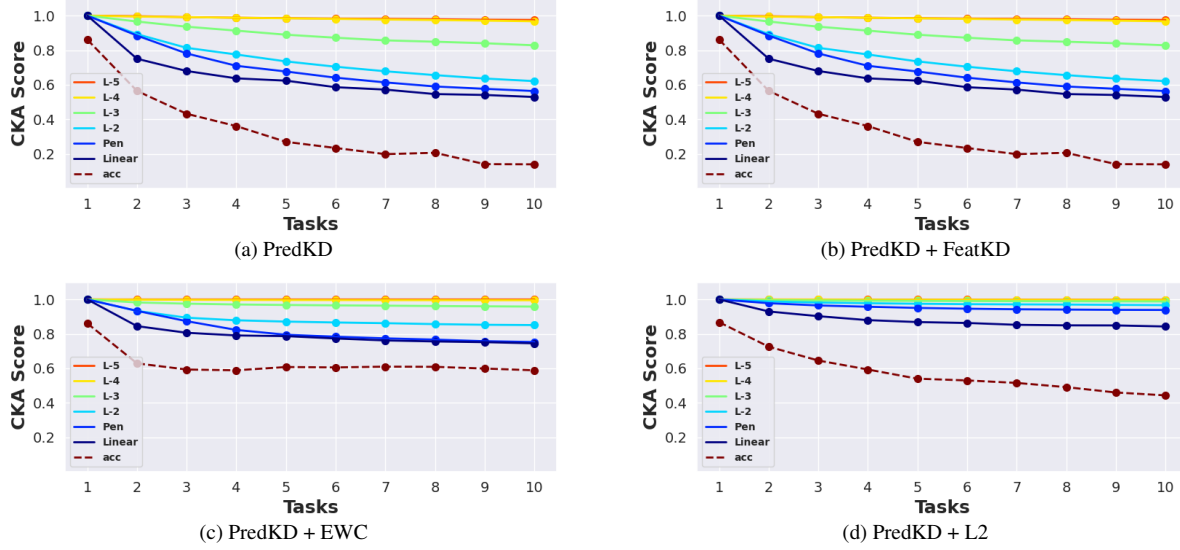 CKA Score
1.0
0.8
0.6
0.4
0.2
L-5
L-4
L-3
L-2
Pen
Linear
acc
1 2 3 4 5 6 7 8 9 10
Tasks
(a) PredKD
CKA Score
1.0
0.8
0.6
0.4
0.2
L-5
L-4
L-3
L-2
Pen
Linear
acc
1 2 3 4 5 6 7 8 9 10
Tasks
(b) PredKD + FeatKD
CKA Score
1.0
0.8
0.6
0.4
0.2
L-5
L-4
L-3
L-2
Pen
Linear
acc
1 2 3 4 5 6 7 8 9 10
Tasks
(c) PredKD + EWC
CKA Score
1.0
0.8
0.6
0.4
0.2
L-5
L-4
L-3
L-2
Pen
Linear
acc
1 2 3 4 5 6 7 8 9 10
Tasks
(d) PredKD + L2